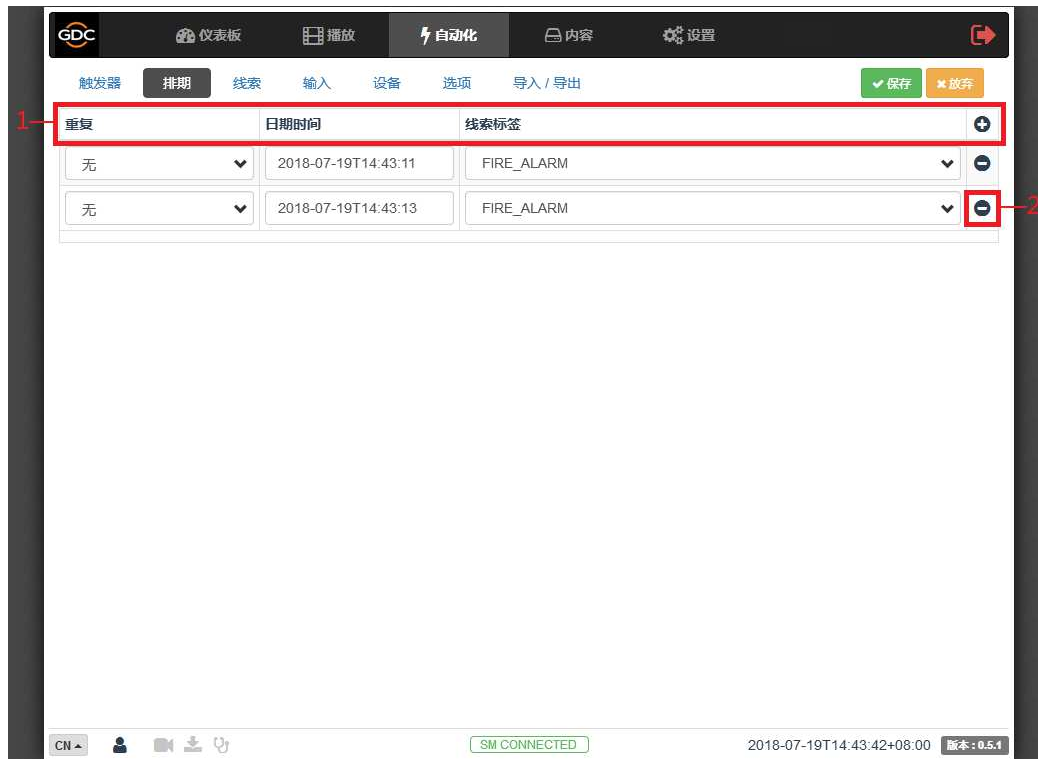 GDC 仪表板 播放 自动化 内容 设置
触发器 排期 线索 输入 设备 选项 导入 / 导出 保存 放弃
1 重复 日期时间 线索标签
无 2018-07-19T14:43:11 FIRE_ALARM
无 2018-07-19T14:43:13 FIRE_ALARM 2
CN SM CONNECTED 2018-07-19T14:43:42+08:00 版本 : 0.5.1